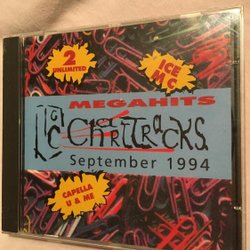 2
UNLIMITED
ICE
MC
MEGAHITS
CHARTTRACKS
September 1994
CAPELLA
U & ME